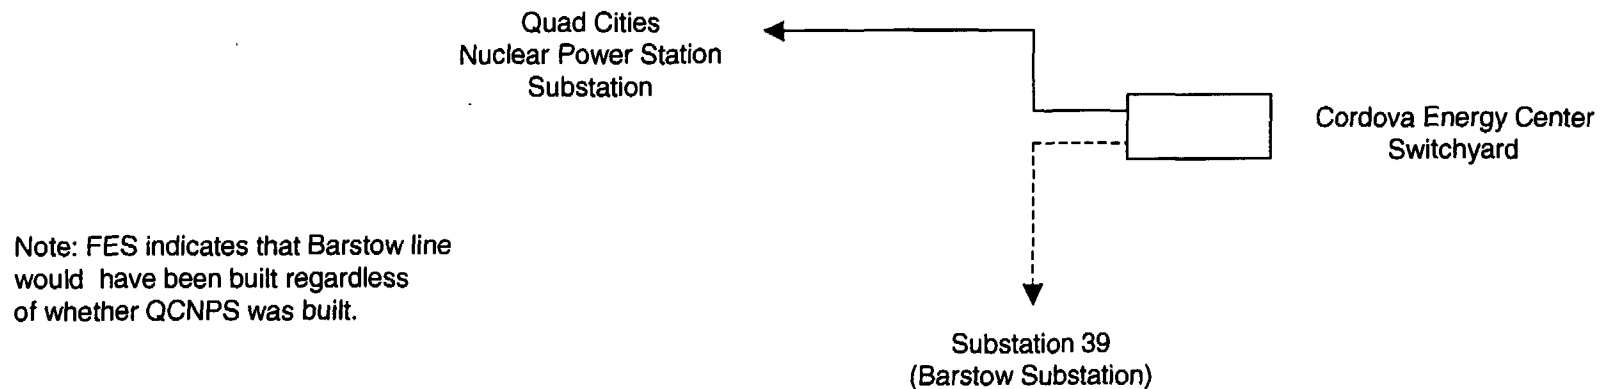 Quad Cities
Nuclear Power Station
Substation
Cordova Energy Center
Switchyard
Note: FES indicates that Barstow line
would have been built regardless
of whether QCNPS was built.
Substation 39
(Barstow Substation)